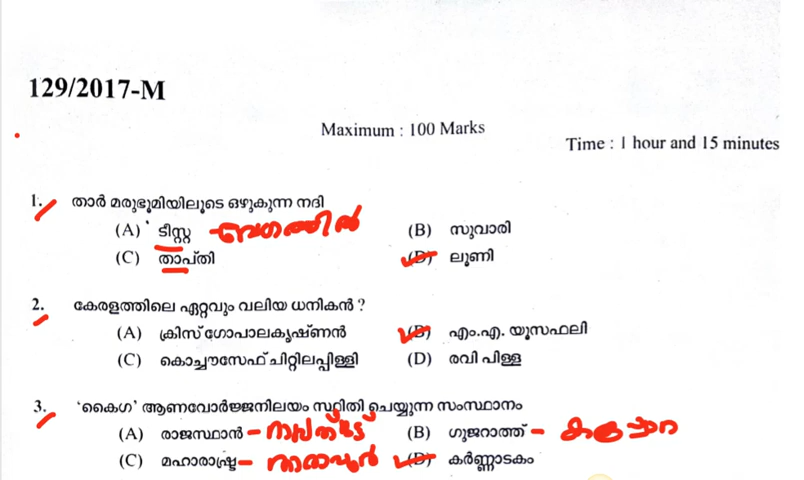 129/2017-M
Maximum : 100 Marks
Time : 1 hour and 15 minutes
1. താർ മരുഭൂമിയിലൂടെ ഒഴുകുന്ന നദി
(A) ടീസ്റ്റ (B) സുവാരി
(C) താപ്തി (D) ലൂണി
2. കേരളത്തിലെ ഏറ്റവും വലിയ ധനികൻ ?
(A) ക്രിസ് ഗോപാലകൃഷ്ണൻ (B) എം.എ. യൂസഫലി
(C) കൊച്ചൗസേഫ് ചിറ്റിലപ്പിള്ളി (D) രവി പിള്ള
3. 'കൈഗ' ആണവോർജ്ജനിലയം സ്ഥിതി ചെയ്യുന്ന സംസ്ഥാനം
(A) രാജസ്ഥാൻ – (B) ഗുജറാത്ത് –
(C) മഹാരാഷ്ട്ര – താരാപൂർ (D) കർണ്ണാടകം